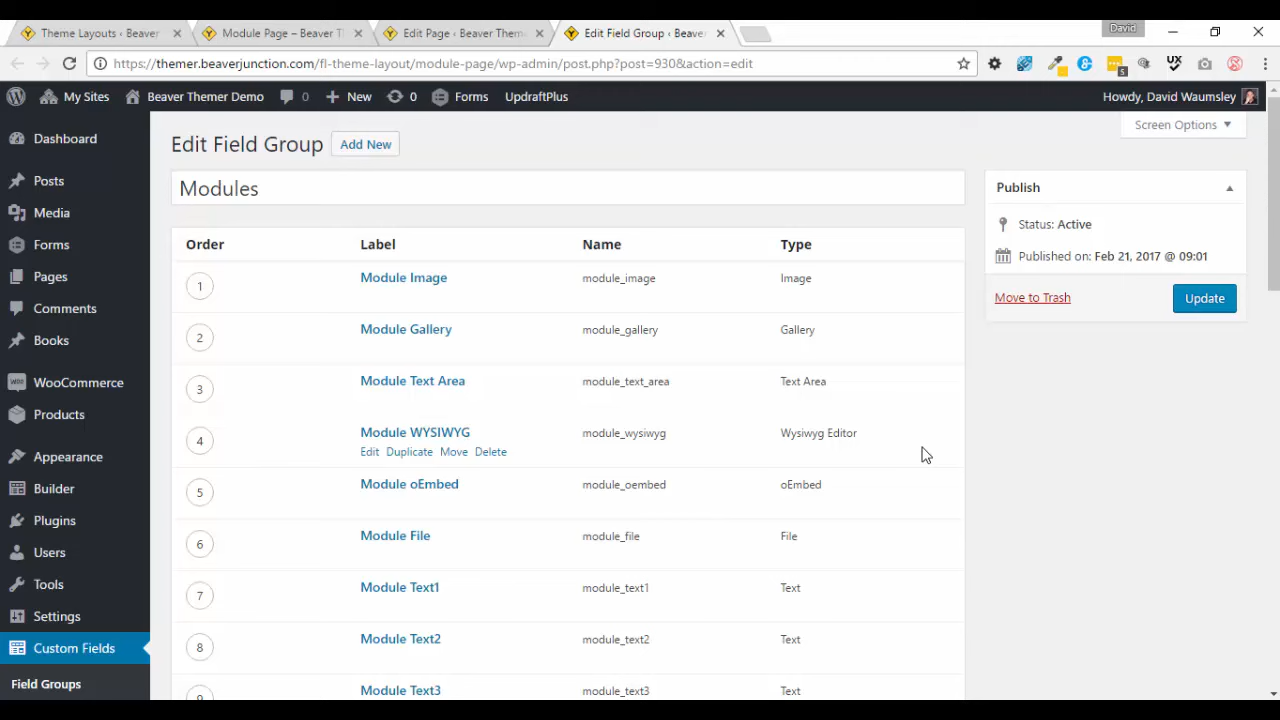 Theme Layouts ‹ Beaver
Module Page – Beaver T
Edit Page ‹ Beaver Them
Edit Field Group ‹ Beave
David
https://themer.beaverjunction.com/fl-theme-layout/module-page/wp-admin/post.php?post=930&action=edit
5
UX
My Sites
Beaver Themer Demo
0
New
0
Forms
UpdraftPlus
Howdy, David Waumsley
Screen Options
Dashboard
Posts
Media
Forms
Pages
Comments
Books
WooCommerce
Products
Appearance
Builder
Plugins
Users
Tools
Settings
Custom Fields
Field Groups
Edit Field Group
Add New
Modules
Order Label Name Type
1 Module Image module_image Image
2 Module Gallery module_gallery Gallery
3 Module Text Area module_text_area Text Area
4 Module WYSIWYG module_wysiwyg Wysiwyg Editor
Edit Duplicate Move Delete
5 Module oEmbed module_oembed oEmbed
6 Module File module_file File
7 Module Text1 module_text1 Text
8 Module Text2 module_text2 Text
9 Module Text3 module_text3 Text
Publish
Status: Active
Published on: Feb 21, 2017 @ 09:01
Move to Trash
Update